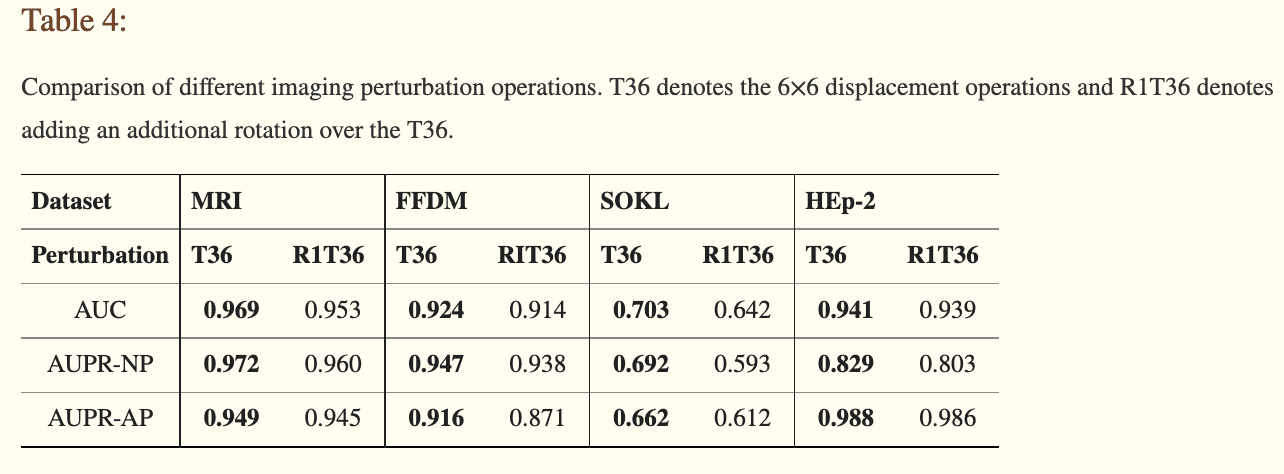 Table 4:
Comparison of different imaging perturbation operations. T36 denotes the 6×6 displacement operations and R1T36 denotes
adding an additional rotation over the T36.
Dataset MRI FFDM SOKL HEp-2
Perturbation T36 R1T36 T36 RIT36 T36 R1T36 T36 R1T36
AUC 0.969 0.953 0.924 0.914 0.703 0.642 0.941 0.939
AUPR-NP 0.972 0.960 0.947 0.938 0.692 0.593 0.829 0.803
AUPR-AP 0.949 0.945 0.916 0.871 0.662 0.612 0.988 0.986